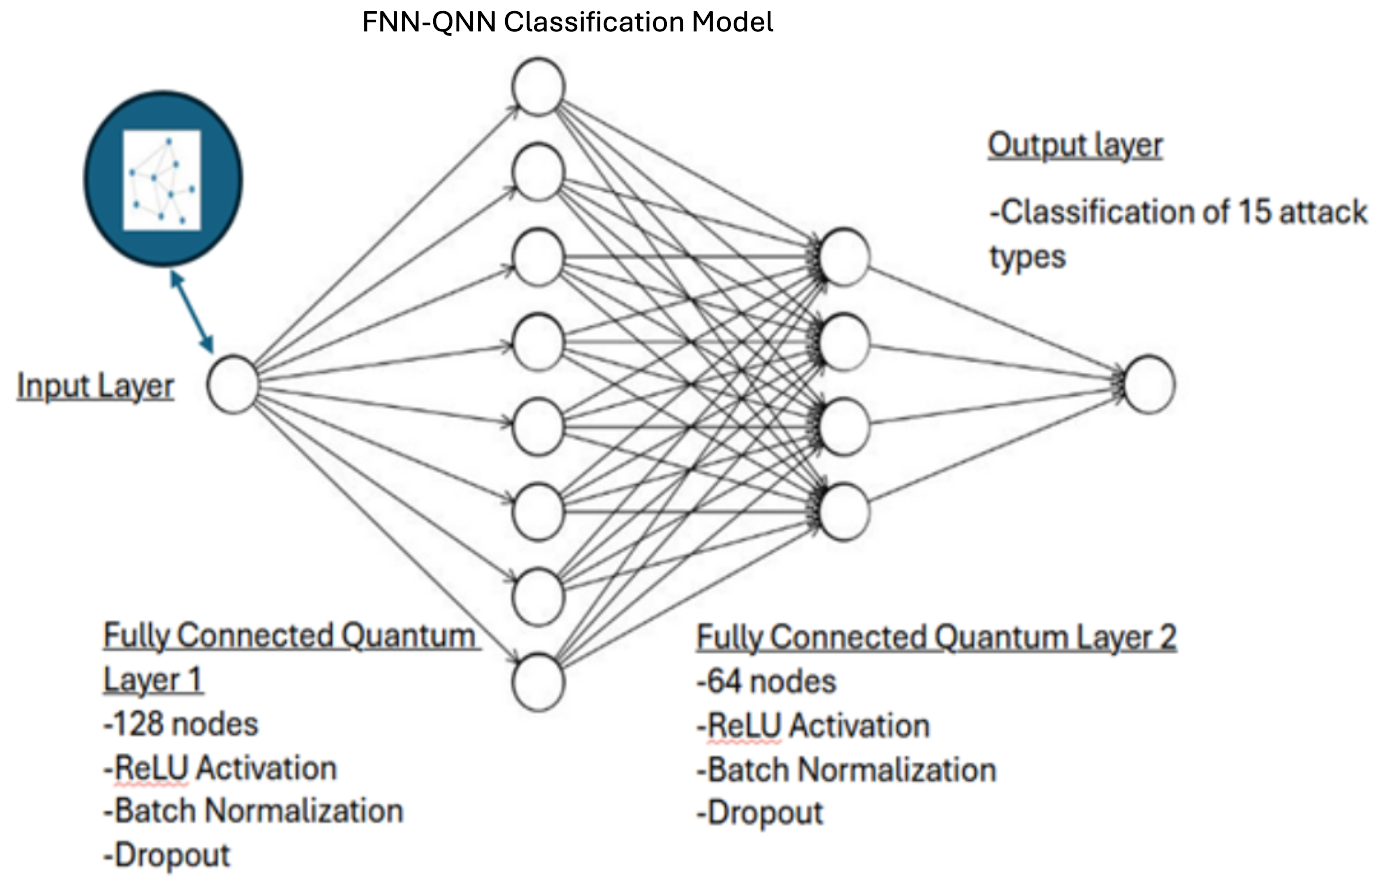 FNN-QNN Classification Model
Output layer
-Classification of 15 attack
types
Input Layer
Fully Connected Quantum
Layer 1
-128 nodes
-ReLU Activation
-Batch Normalization
-Dropout
Fully Connected Quantum Layer 2
-64 nodes
-ReLU Activation
-Batch Normalization
-Dropout